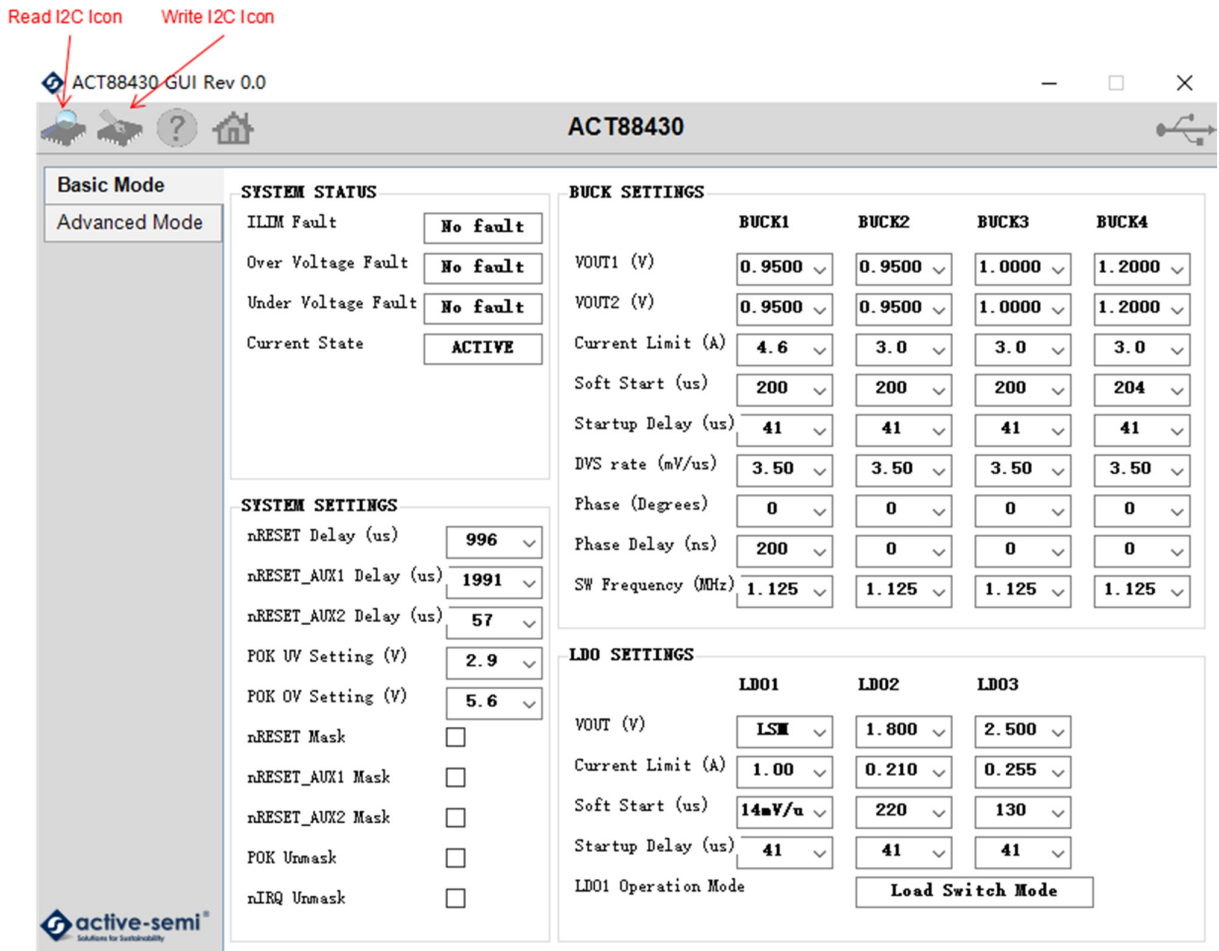 Read I2C Icon Write I2C Icon
ACT88430 GUI Rev 0.0
?
ACT88430
Basic Mode
Advanced Mode
SYSTEM STATUS
ILIM Fault No fault
Over Voltage Fault No fault
Under Voltage Fault No fault
Current State ACTIVE
SYSTEM SETTINGS
nRESET Delay (us) 996
nRESET_AUX1 Delay (us) 1991
nRESET_AUX2 Delay (us) 57
POK UV Setting (V) 2.9
POK OV Setting (V) 5.6
nRESET Mask
nRESET_AUX1 Mask
nRESET_AUX2 Mask
POK Unmask
nIRQ Unmask
BUCK SETTINGS
BUCK1 BUCK2 BUCK3 BUCK4
VOUT1 (V) 0.9500 0.9500 1.0000 1.2000
VOUT2 (V) 0.9500 0.9500 1.0000 1.2000
Current Limit (A) 4.6 3.0 3.0 3.0
Soft Start (us) 200 200 200 204
Startup Delay (us) 41 41 41 41
DVS rate (mV/us) 3.50 3.50 3.50 3.50
Phase (Degrees) 0 0 0 0
Phase Delay (ns) 200 0 0 0
SW Frequency (MHz) 1.125 1.125 1.125 1.125
LDO SETTINGS
LDO1 LDO2 LDO3
VOUT (V) LSM 1.800 2.500
Current Limit (A) 1.00 0.210 0.255
Soft Start (us) 14mV/u 220 130
Startup Delay (us) 41 41 41
LDO1 Operation Mode Load Switch Mode
active-semi®
Solutions for Sustainability